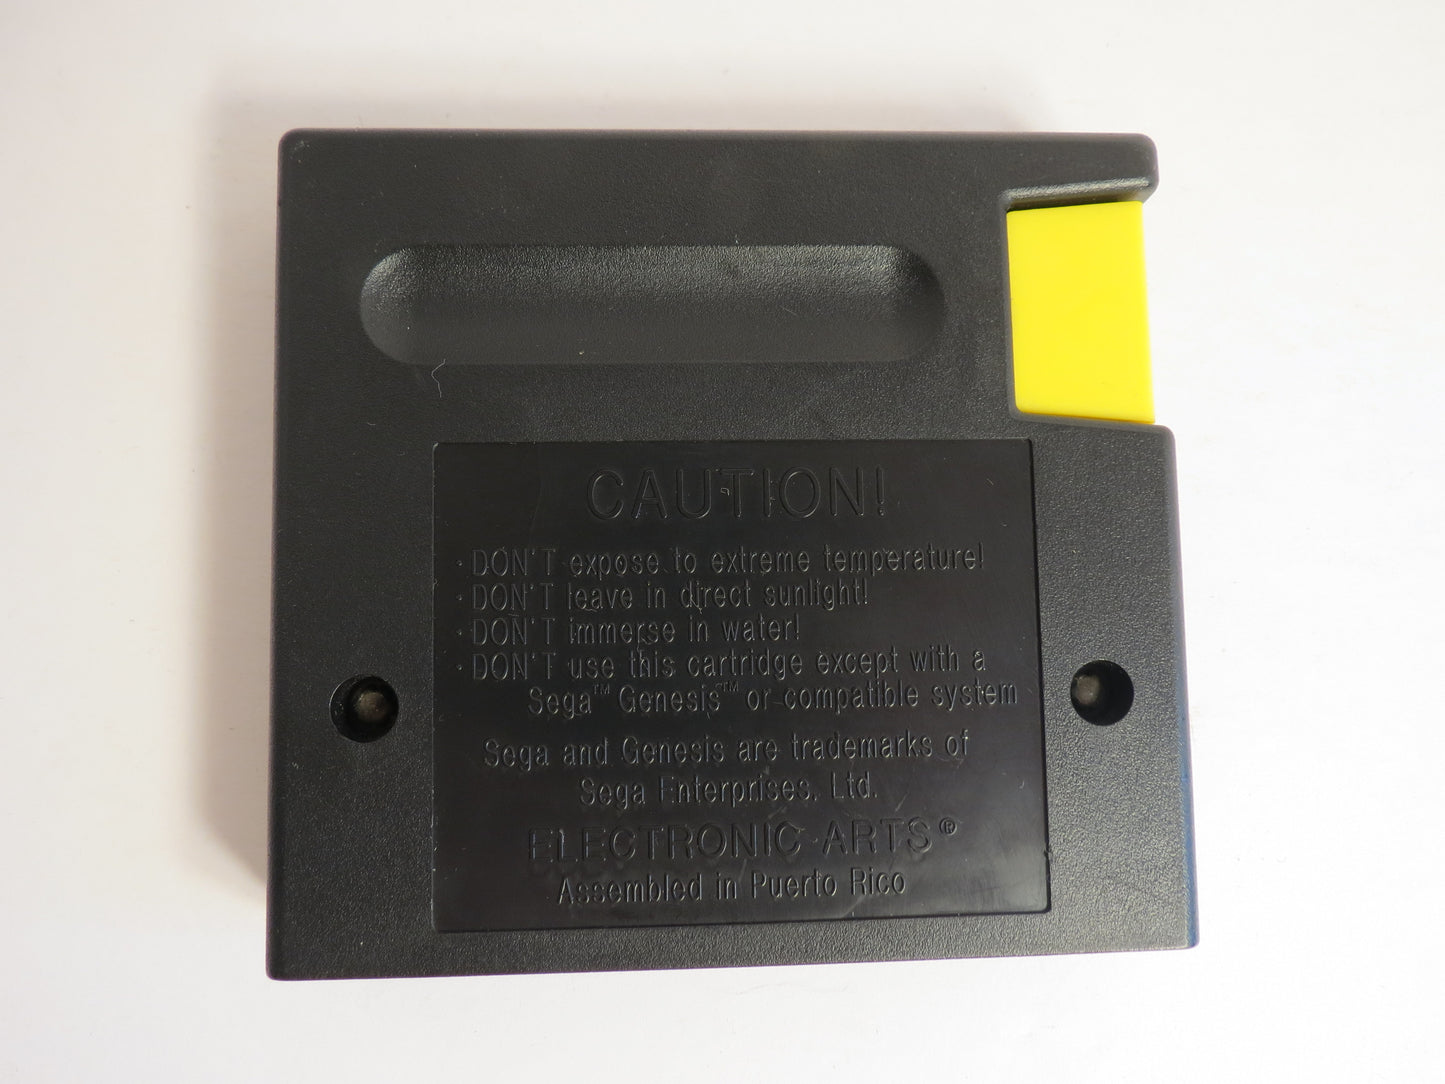 CAUTION!
· DON'T expose to extreme temperature!
· DON'T leave in direct sunlight!
· DON'T immerse in water!
· DON'T use this cartridge except with a
Sega™ Genesis™ or compatible system
Sega and Genesis are trademarks of
Sega Enterprises, Ltd.
ELECTRONIC ARTS®
Assembled in Puerto Rico